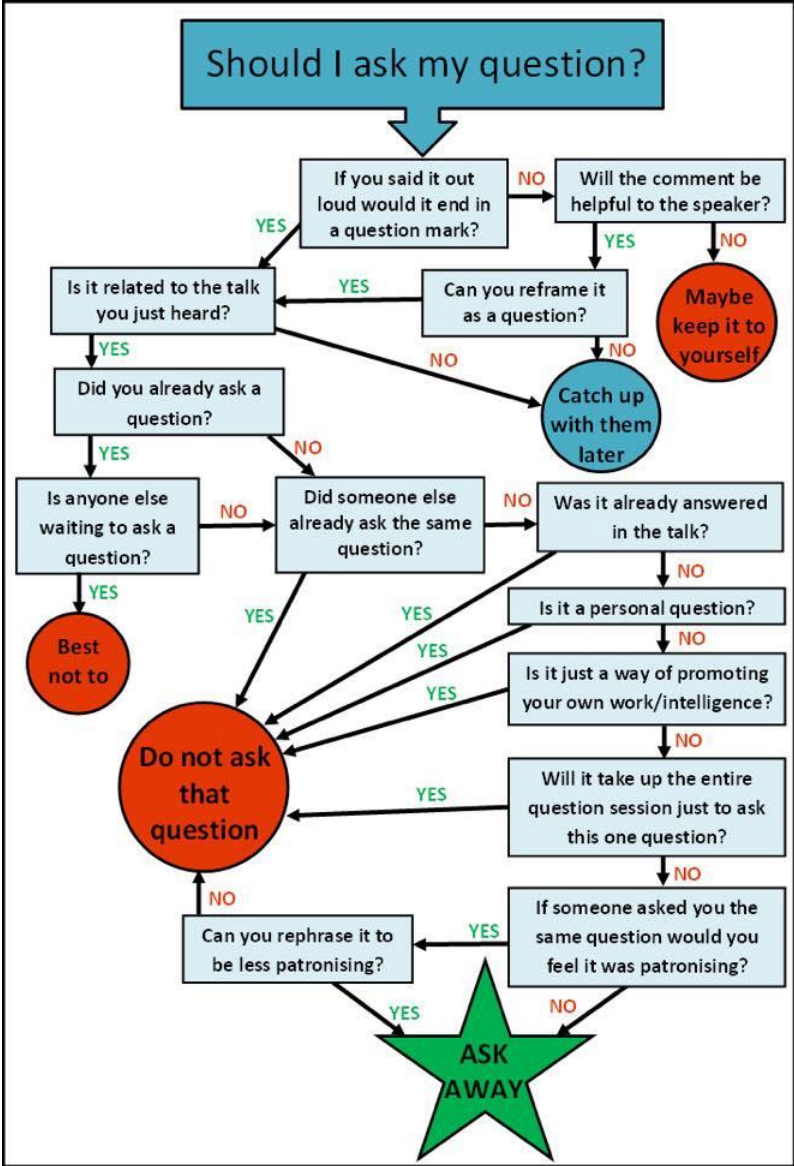 Should I ask my question?
If you said it out
loud would it end in
a question mark?
NO
Will the comment be
helpful to the speaker?
YES
YES
NO
Is it related to the talk
you just heard?
YES
Can you reframe it
as a question?
Maybe
keep it to
yourself
YES
NO
NO
Did you already ask a
question?
Catch up
with them
later
YES
NO
Is anyone else
waiting to ask a
question?
NO
Did someone else
already ask the same
question?
NO
Was it already answered
in the talk?
YES
YES
YES
NO
Is it a personal question?
Best
not to
YES
NO
YES
Is it just a way of promoting
your own work/intelligence?
NO
Do not ask
that
question
YES
Will it take up the entire
question session just to ask
this one question?
NO
NO
Can you rephrase it to
be less patronising?
YES
If someone asked you the
same question would you
feel it was patronising?
YES
NO
ASK
AWAY